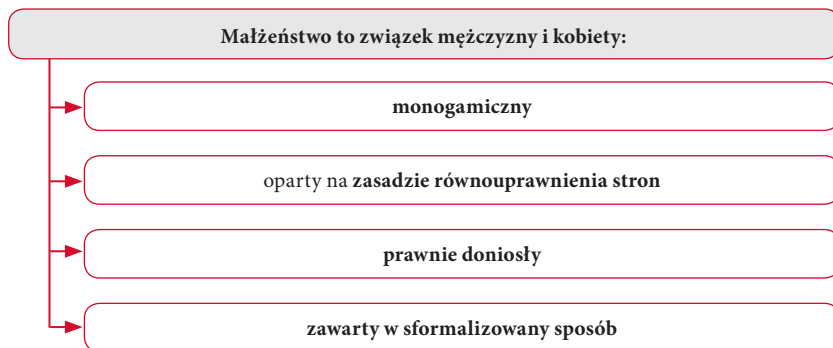 Małżeństwo to związek mężczyzny i kobiety:
monogamiczny
oparty na zasadzie równouprawnienia stron
prawnie doniosły
zawarty w sformalizowany sposób